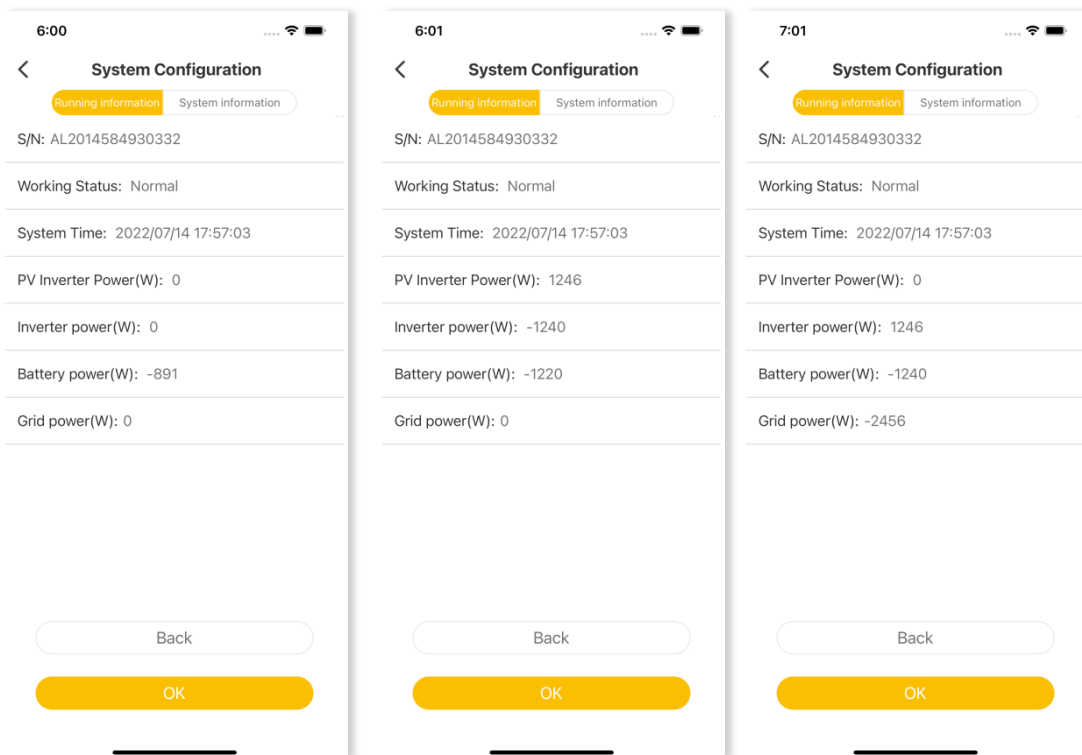 6:00
System Configuration
Running information System information
S/N: AL2014584930332
Working Status: Normal
System Time: 2022/07/14 17:57:03
PV Inverter Power(W): 0
Inverter power(W): 0
Battery power(W): -891
Grid power(W): 0
Back
OK
6:01
System Configuration
Running information System information
S/N: AL2014584930332
Working Status: Normal
System Time: 2022/07/14 17:57:03
PV Inverter Power(W): 1246
Inverter power(W): -1240
Battery power(W): -1220
Grid power(W): 0
Back
OK
7:01
System Configuration
Running information System information
S/N: AL2014584930332
Working Status: Normal
System Time: 2022/07/14 17:57:03
PV Inverter Power(W): 0
Inverter power(W): 1246
Battery power(W): -1240
Grid power(W): -2456
Back
OK